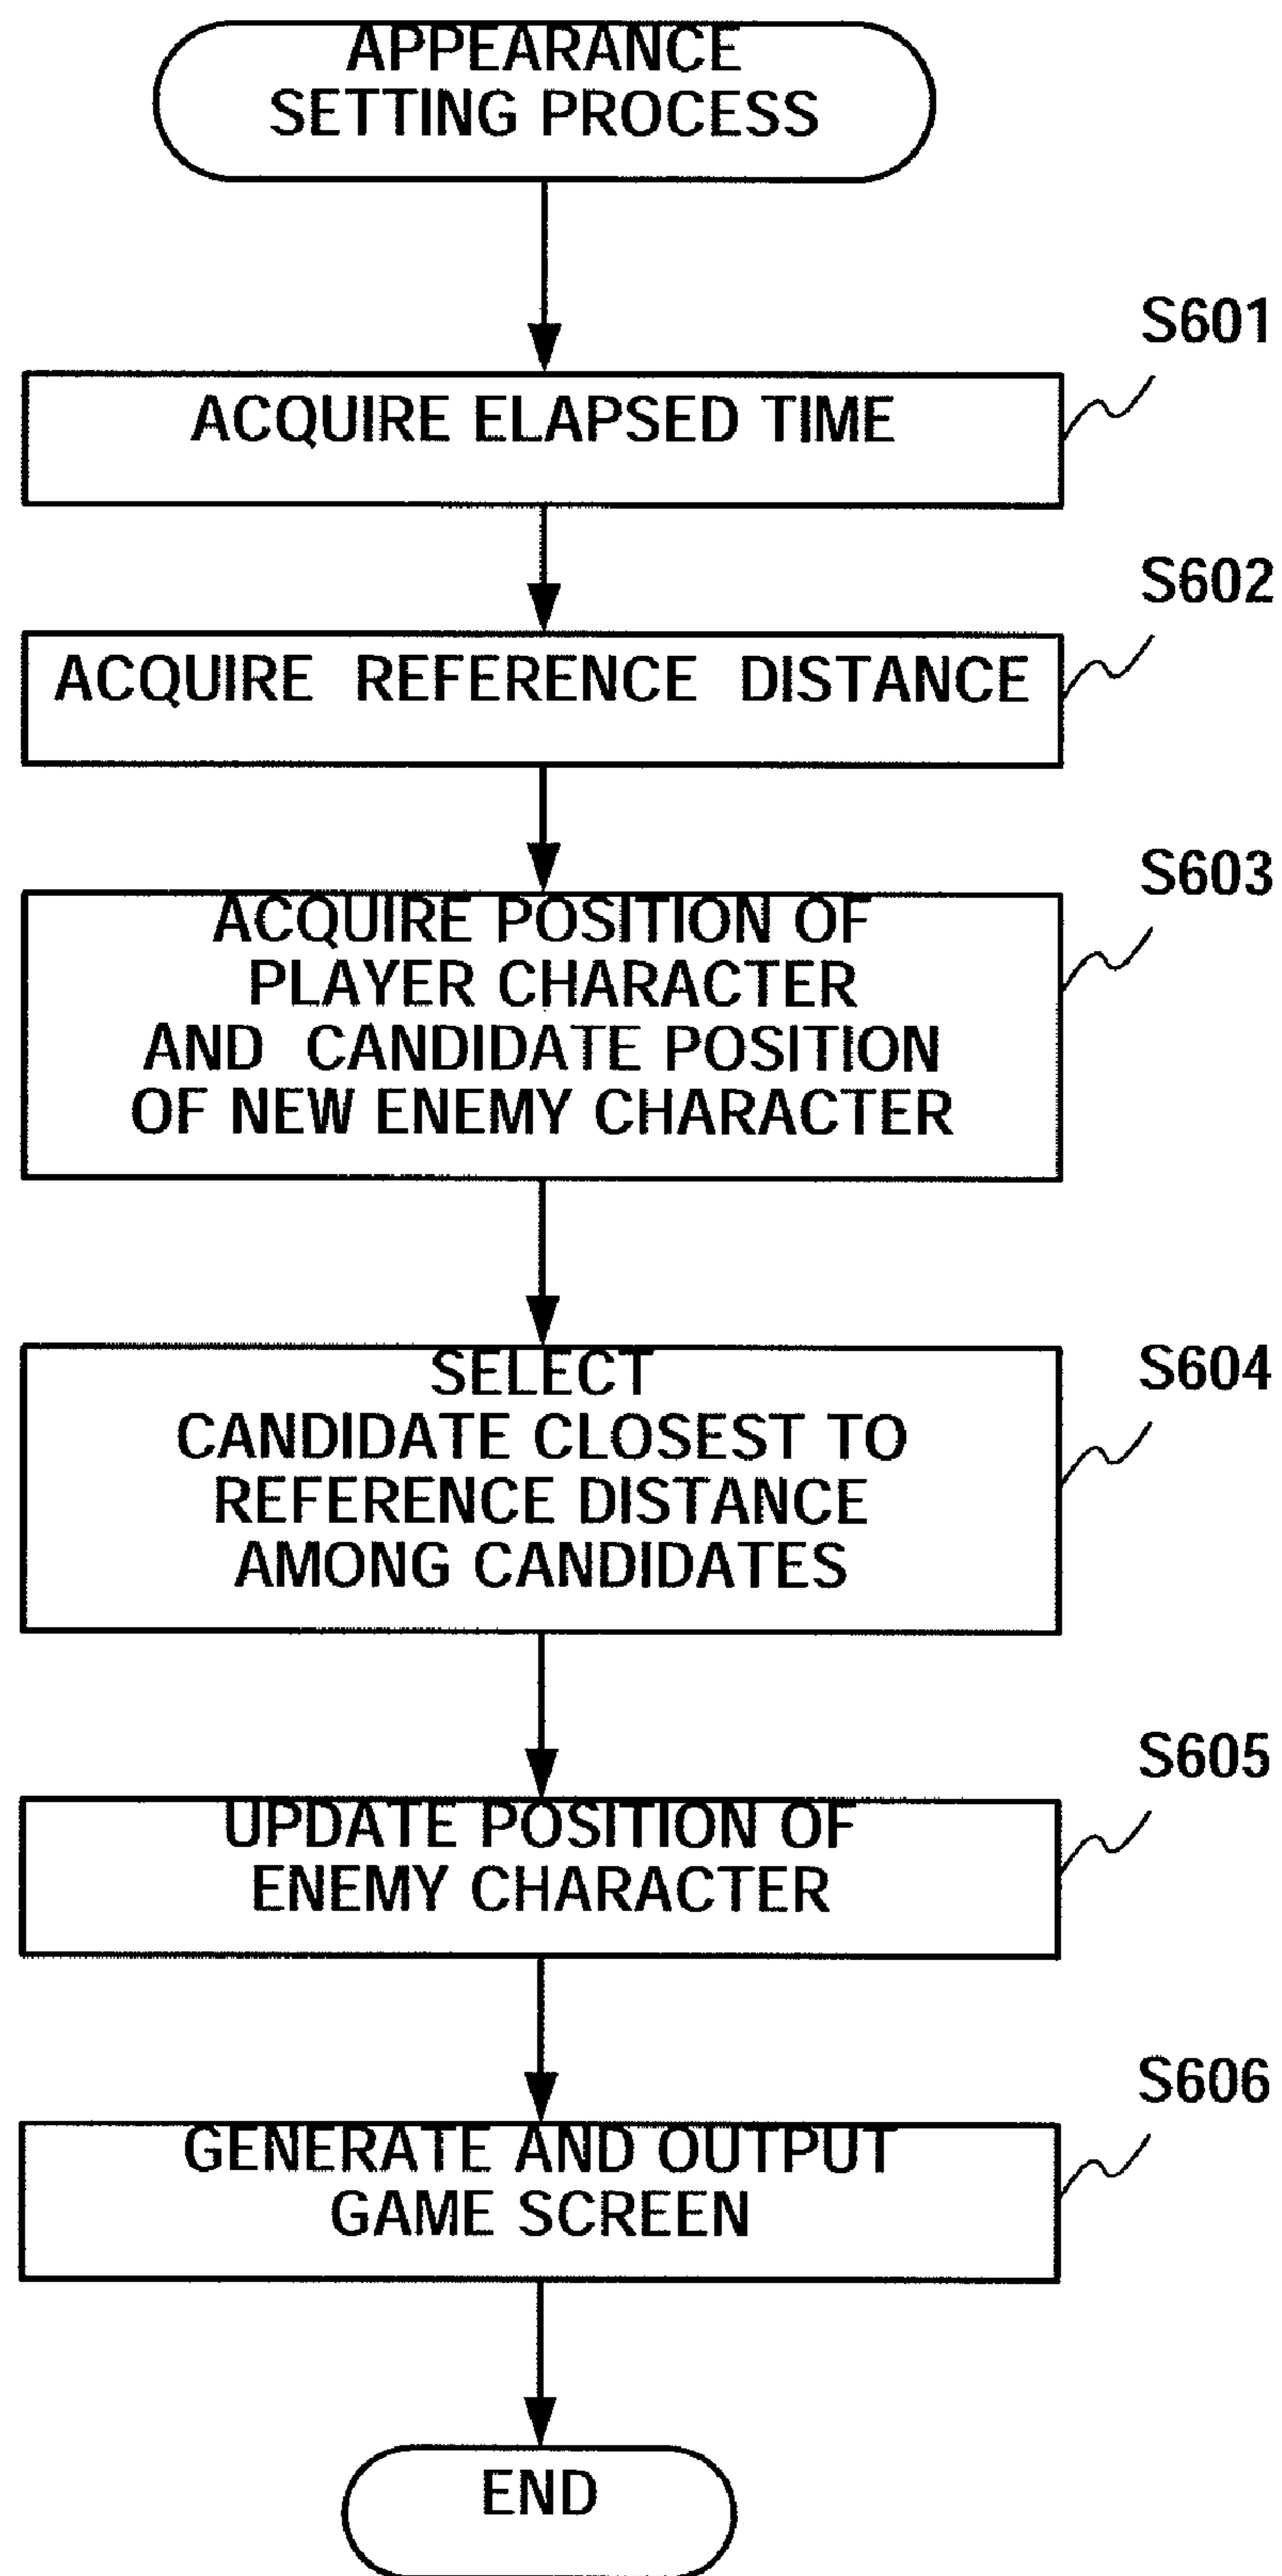 APPEARANCE
SETTING PROCESS
S601
ACQUIRE ELAPSED TIME
S602
ACQUIRE REFERENCE DISTANCE
S603
ACQUIRE POSITION OF
PLAYER CHARACTER
AND CANDIDATE POSITION
OF NEW ENEMY CHARACTER
S604
SELECT
CANDIDATE CLOSEST TO
REFERENCE DISTANCE
AMONG CANDIDATES
S605
UPDATE POSITION OF
ENEMY CHARACTER
S606
GENERATE AND OUTPUT
GAME SCREEN
END